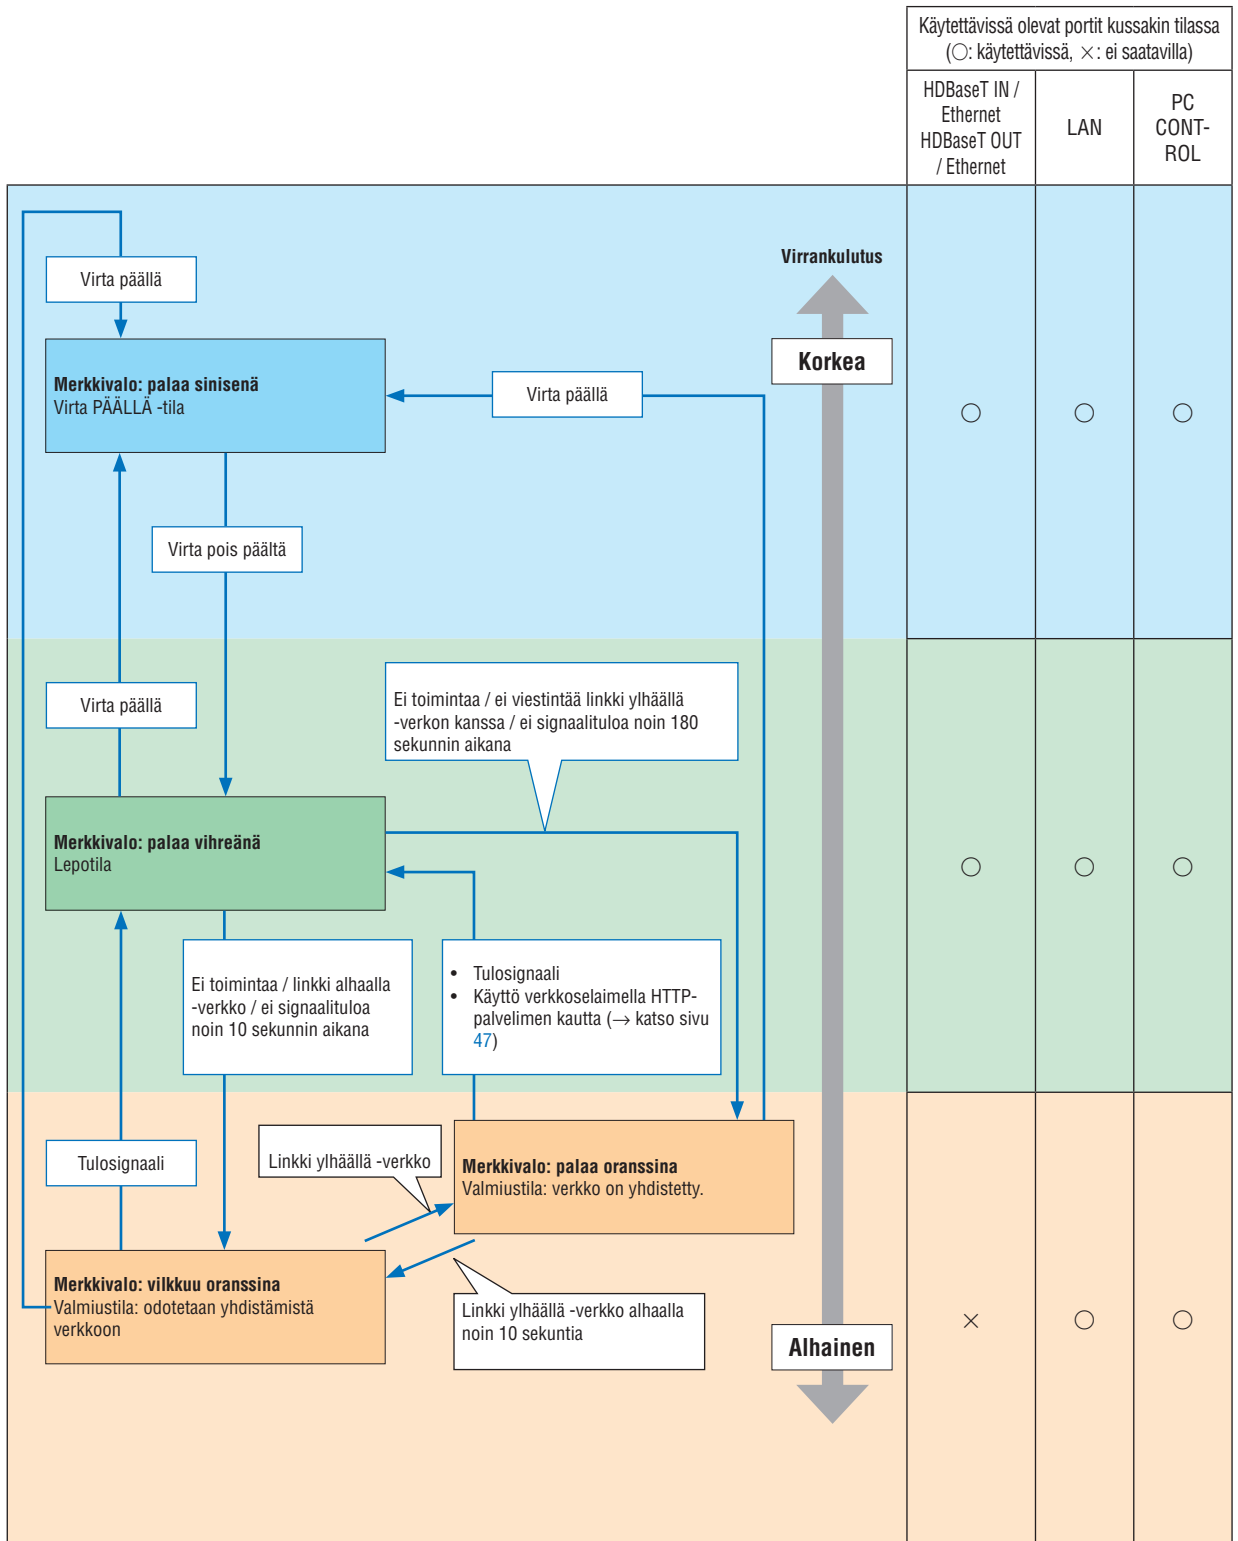 Käytettävissä olevat portit kussakin tilassa
(○: käytettävissä, ×: ei saatavilla)
HDBaseT IN /
Ethernet
HDBaseT OUT
/ Ethernet
LAN
PC
CONT-
ROL
Virta päällä
Virrankulutus
Korkea
Merkkivalo: palaa sinisenä
Virta PÄÄLLÄ -tila
Virta päällä
○ ○ ○
Virta pois päältä
Virta päällä
Ei toimintaa / ei viestintää linkki ylhäällä
-verkon kanssa / ei signaalituloa noin 180
sekunnin aikana
Merkkivalo: palaa vihreänä
Lepotila
○ ○ ○
Ei toimintaa / linkki alhaalla
-verkko / ei signaalituloa
noin 10 sekunnin aikana
• Tulosignaali
• Käyttö verkkoselaimella HTTP-
palvelimen kautta (→ katso sivu
47)
Tulosignaali
Linkki ylhäällä -verkko
Merkkivalo: palaa oranssina
Valmiustila: verkko on yhdistetty.
Merkkivalo: vilkkuu oranssina
Valmiustila: odotetaan yhdistämistä
verkkoon
Linkki ylhäällä -verkko alhaalla
noin 10 sekuntia
Alhainen
× ○ ○